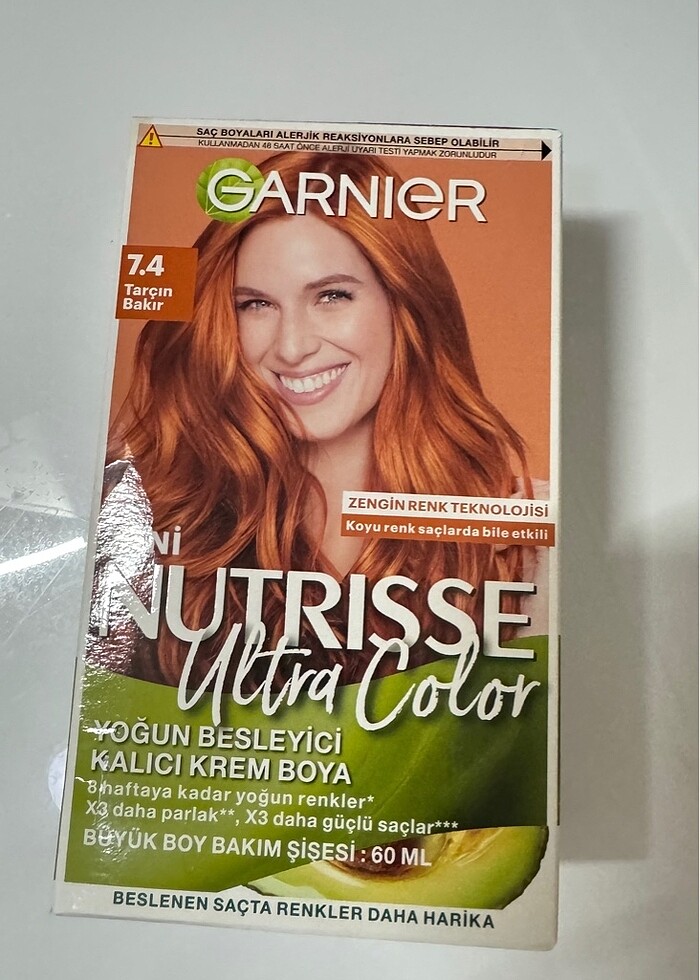 SAÇ BOYALARI ALERJİK REAKSİYONLARA SEBEP OLABİLİR
KULLANMADAN 48 SAAT ÖNCE ALERJİ UYARI TESTİ YAPMAK ZORUNLUDUR
GARNIER
7.4
Tarçın
Bakır
ZENGİN RENK TEKNOLOJİSİ
Koyu renk saçlarda bile etkili
NUTRISSE
Ultra Color
YOĞUN BESLEYİCİ
KALICI KREM BOYA
8 haftaya kadar yoğun renkler*
X3 daha parlak**, X3 daha güçlü saçlar***
BÜYÜK BOY BAKIM ŞİŞESİ : 60 ML
BESLENEN SAÇTA RENKLER DAHA HARİKA